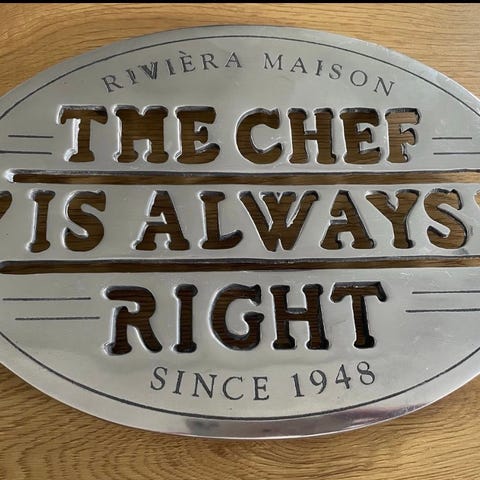 RIVIÈRA MAISON
THE CHEF
IS ALWAYS
RIGHT
SINCE 1948